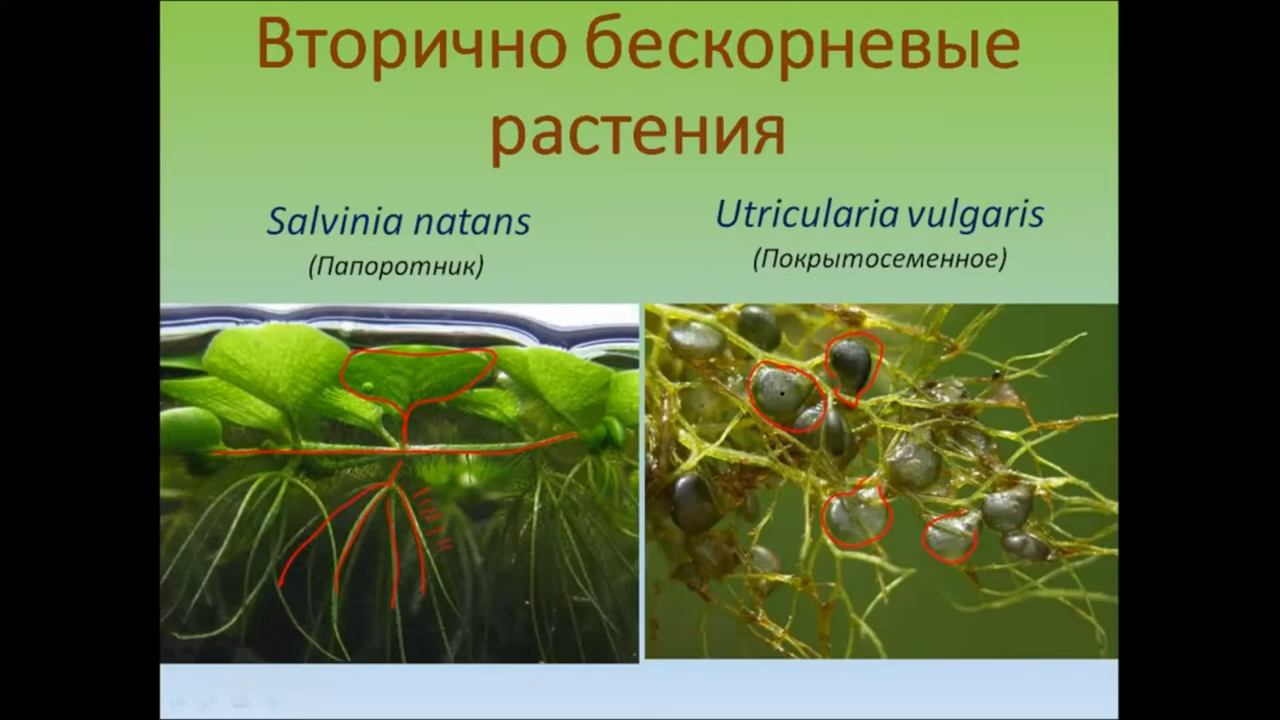 Вторично бескорневые
растения
Salvinia natans
(Папоротник)
Utricularia vulgaris
(Покрытосеменное)